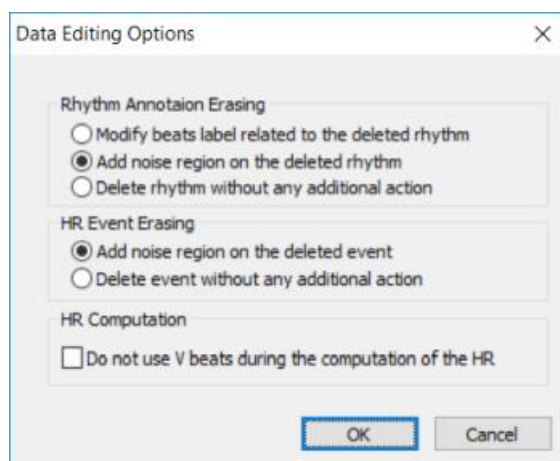 Data Editing Options
Rhythm Annotaion Erasing
Modify beats label related to the deleted rhythm
Add noise region on the deleted rhythm
Delete rhythm without any additional action
HR Event Erasing
Add noise region on the deleted event
Delete event without any additional action
HR Computation
Do not use V beats during the computation of the HR
OK Cancel